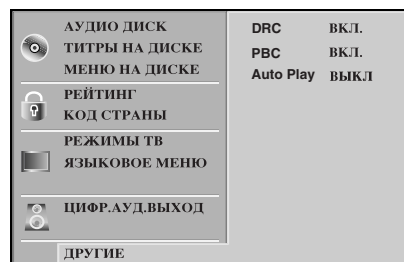 АУДИО ДИСК
ТИТРЫ НА ДИСКЕ
МЕНЮ НА ДИСКЕ
РЕЙТИНГ
КОД СТРАНЫ
РЕЖИМЫ ТВ
ЯЗЫКОВОЕ МЕНЮ
ЦИФР.АУД.ВЫХОД
ДРУГИЕ
DRC ВКЛ.
PBC ВКЛ.
Auto Play ВЫКЛ